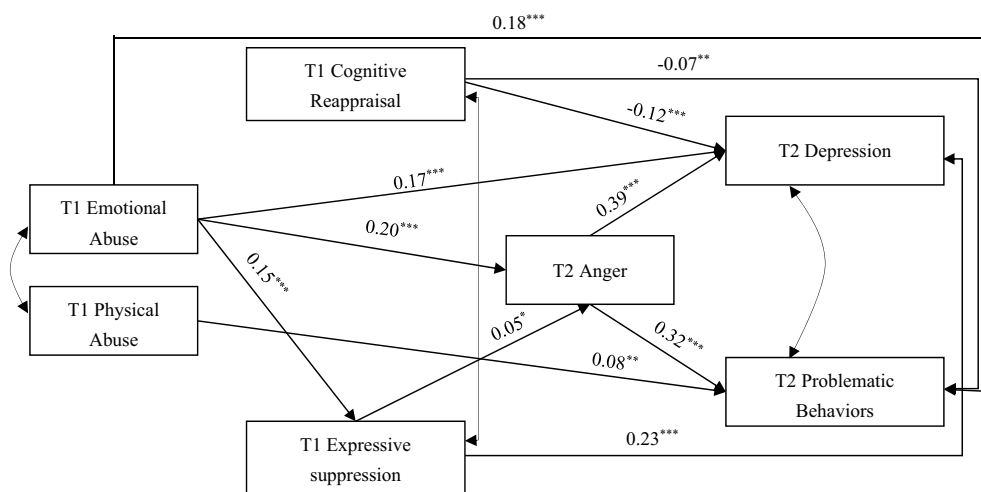 0.18***
T1 Cognitive
Reappraisal
-0.07**
-0.12***
T2 Depression
0.17***
0.39***
T1 Emotional
Abuse
0.20***
T2 Anger
0.15***
T1 Physical
Abuse
0.05*
0.32***
0.08**
T2 Problematic
Behaviors
T1 Expressive
suppression
0.23***